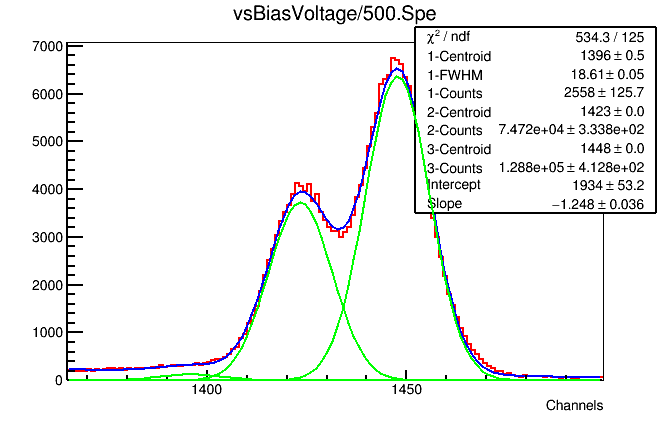 vsBiasVoltage/500.Spe
χ² / ndf 534.3 / 125
1-Centroid 1396 ± 0.5
1-FWHM 18.61 ± 0.05
1-Counts 2558 ± 125.7
2-Centroid 1423 ± 0.0
2-Counts 7.472e+04 ± 3.338e+02
3-Centroid 1448 ± 0.0
3-Counts 1.288e+05 ± 4.128e+02
Intercept 1934 ± 53.2
Slope −1.248 ± 0.036
7000
6000
5000
4000
3000
2000
1000
0
1400 1450
Channels